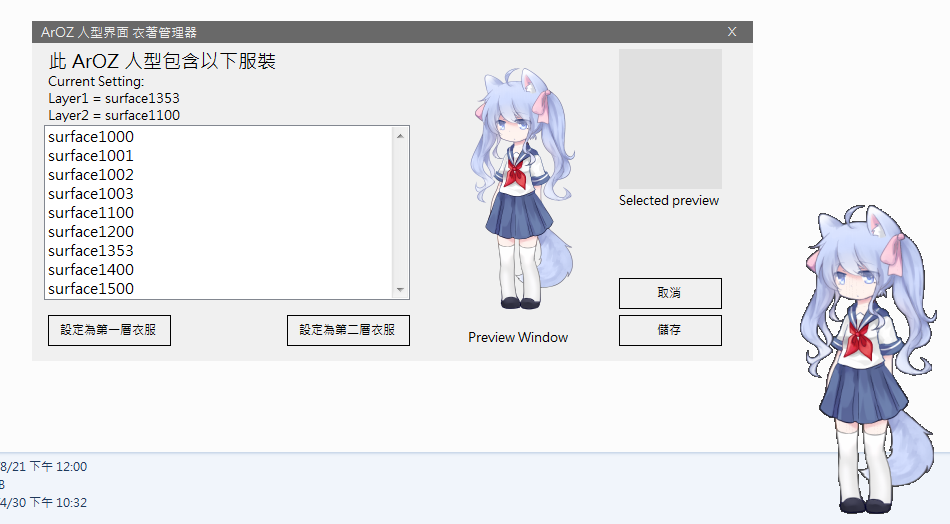 ArOZ 人型界面 衣著管理器
X
此 ArOZ 人型包含以下服裝
Current Setting:
Layer1 = surface1353
Layer2 = surface1100
surface1000
surface1001
surface1002
surface1003
surface1100
surface1200
surface1353
surface1400
surface1500
Selected preview
取消
設定為第一層衣服
設定為第二層衣服
Preview Window
儲存
8/21 下午 12:00
8
4/30 下午 10:32